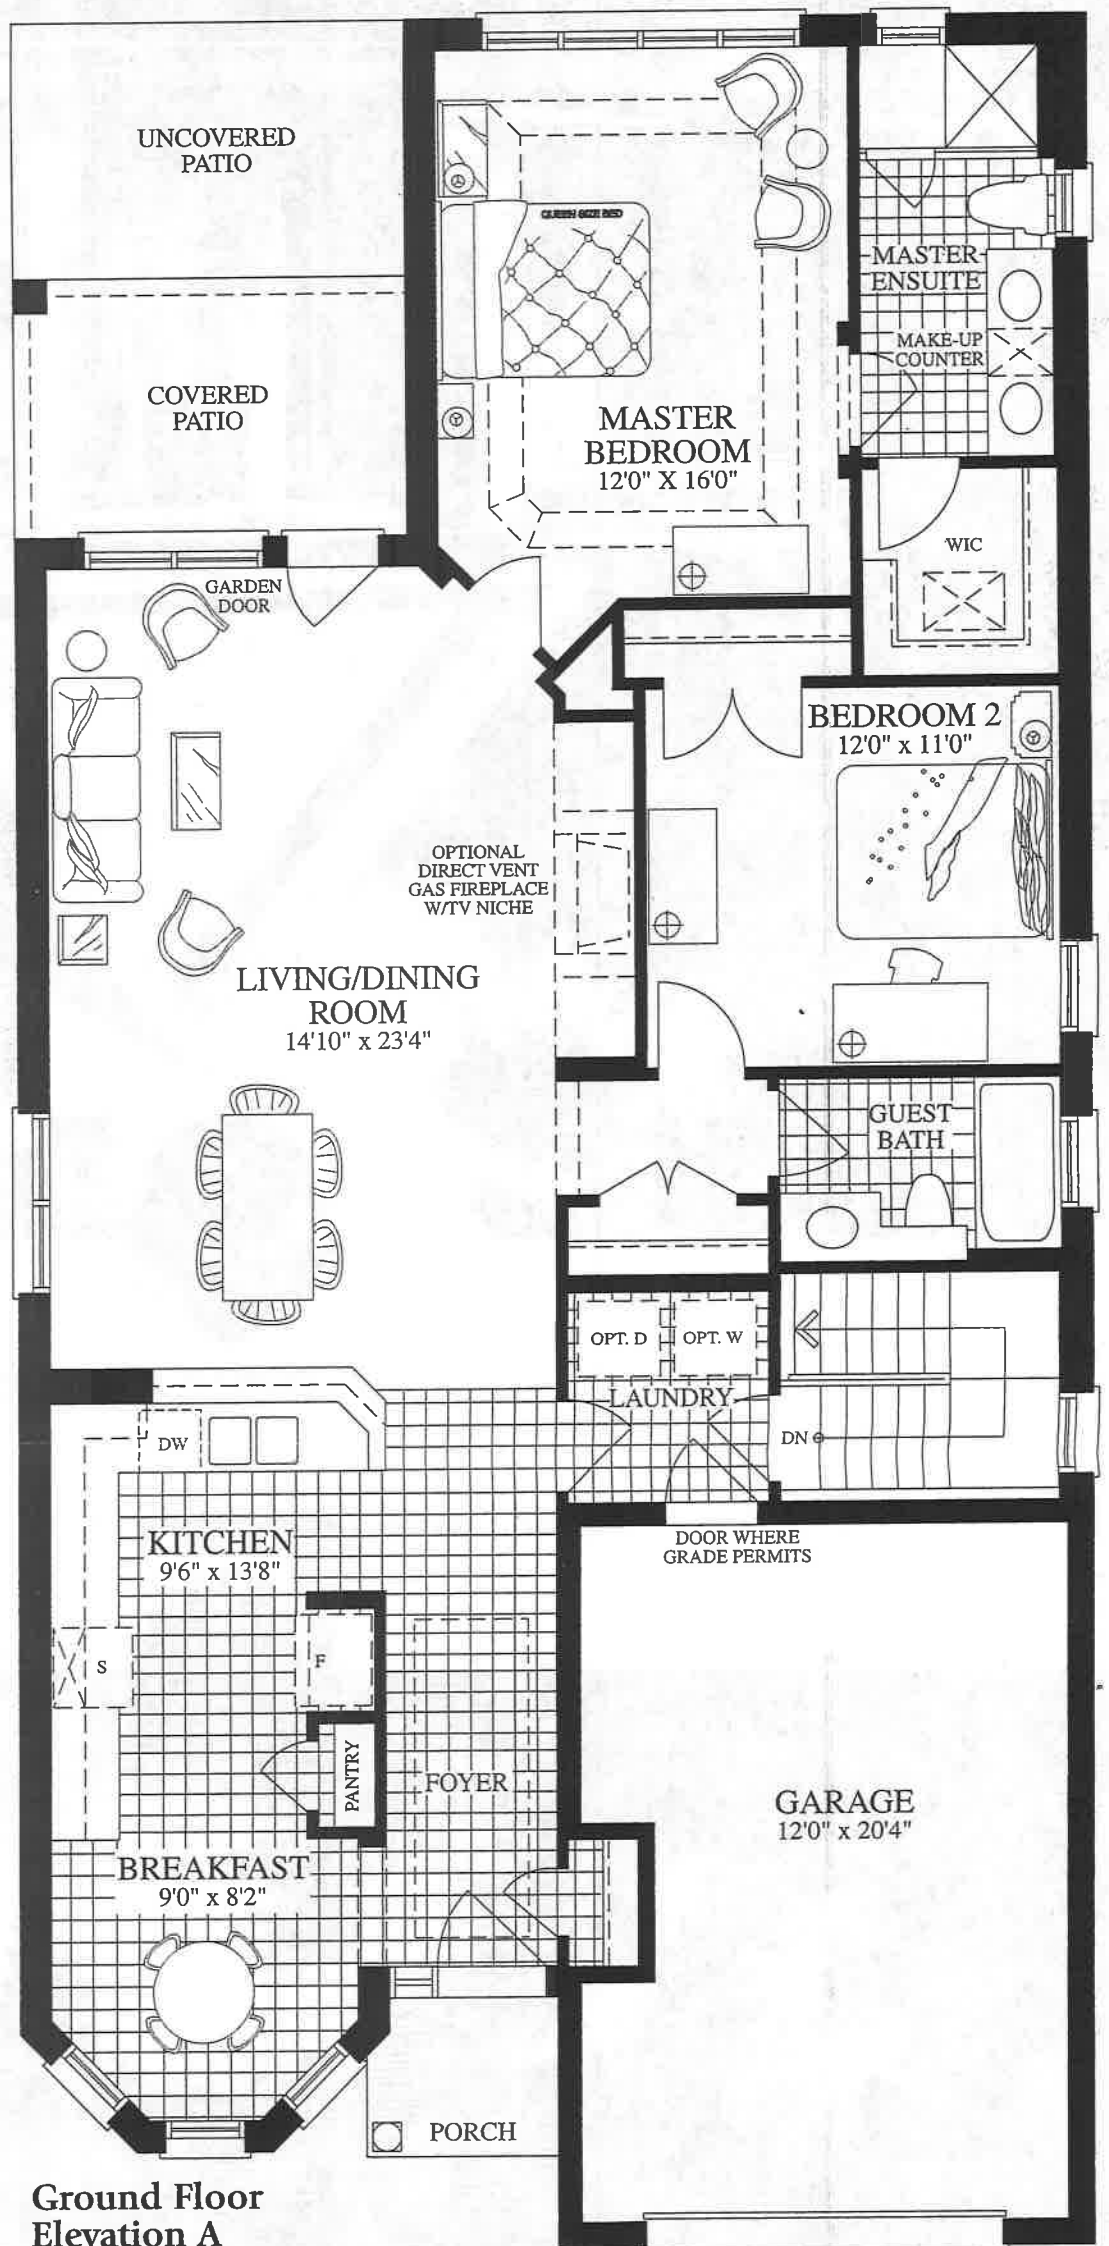 UNCOVERED
PATIO
QUEEN SIZE BED
MASTER
ENSUITE
MAKE-UP
COUNTER
COVERED
PATIO
MASTER
BEDROOM
12'0" X 16'0"
WIC
GARDEN
DOOR
BEDROOM 2
12'0" x 11'0"
OPTIONAL
DIRECT VENT
GAS FIREPLACE
W/TV NICHE
LIVING/DINING
ROOM
14'10" x 23'4"
GUEST
BATH
OPT. D
OPT. W
LAUNDRY
DW
DN
KITCHEN
9'6" x 13'8"
DOOR WHERE
GRADE PERMITS
S
F
PANTRY
FOYER
GARAGE
12'0" x 20'4"
BREAKFAST
9'0" x 8'2"
PORCH
Ground Floor
Elevation A